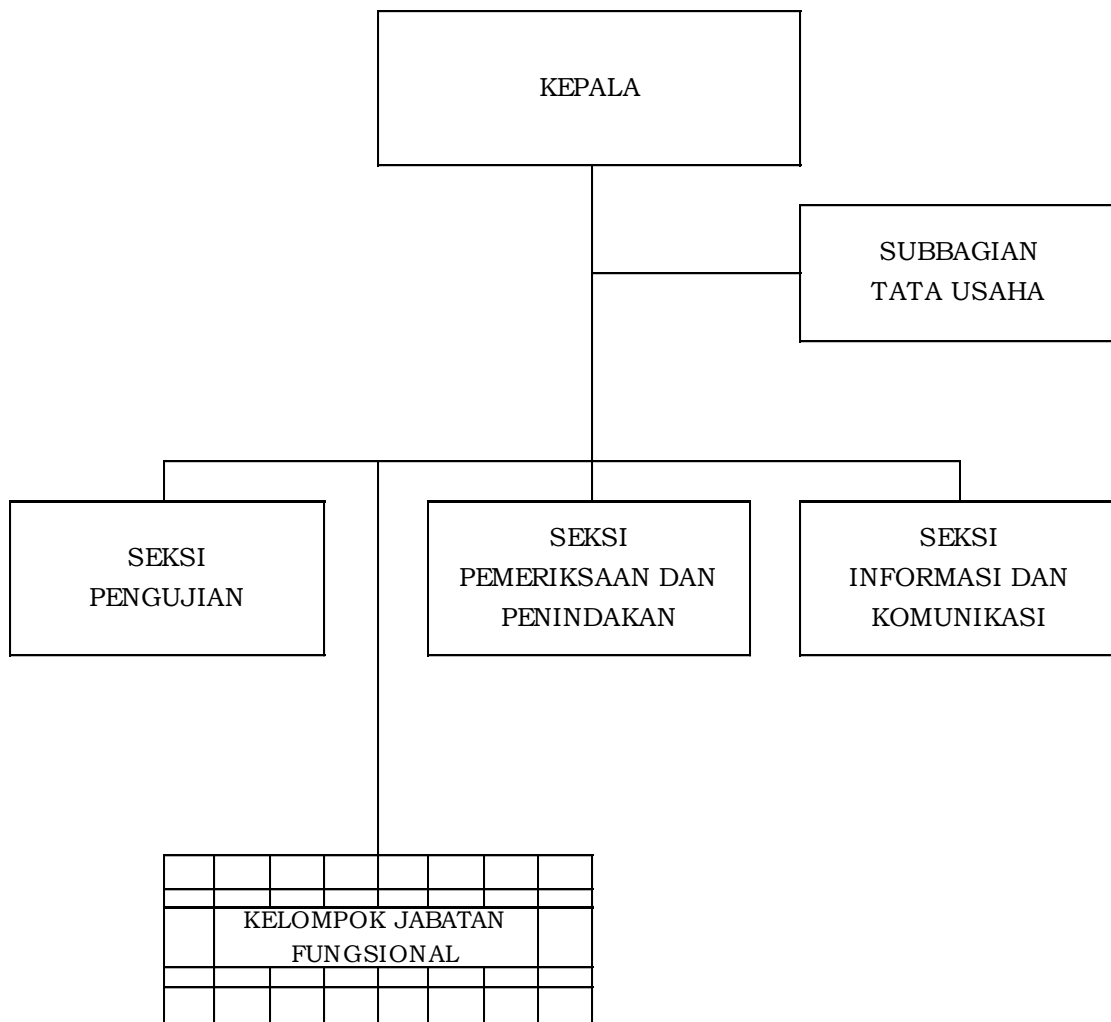 KEPALA
SUBBAGIAN
TATA USAHA
SEKSI
PENGUJIAN
SEKSI
PEMERIKSAAN DAN
PENINDAKAN
SEKSI
INFORMASI DAN
KOMUNIKASI
KELOMPOK JABATAN
FUNGSIONAL